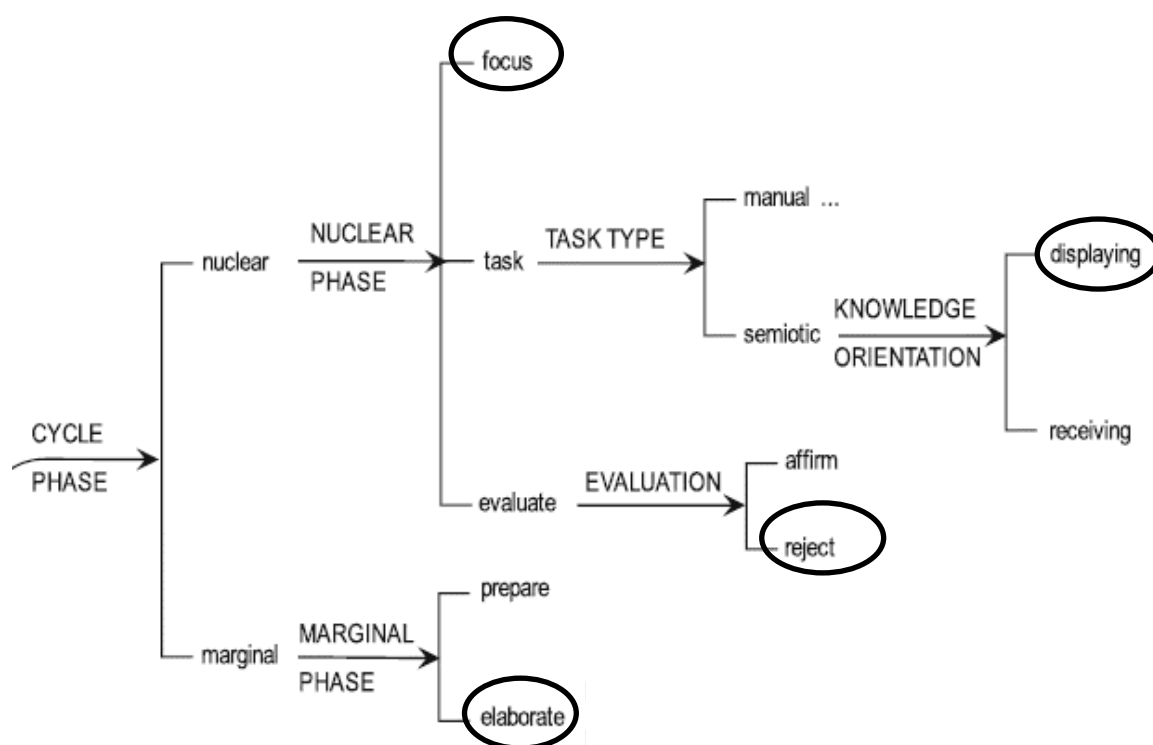 focus
manual ...
NUCLEAR
PHASE
TASK TYPE
nuclear
task
displaying
semiotic
KNOWLEDGE
ORIENTATION
CYCLE
PHASE
receiving
affirm
evaluate
EVALUATION
reject
prepare
marginal
MARGINAL
PHASE
elaborate